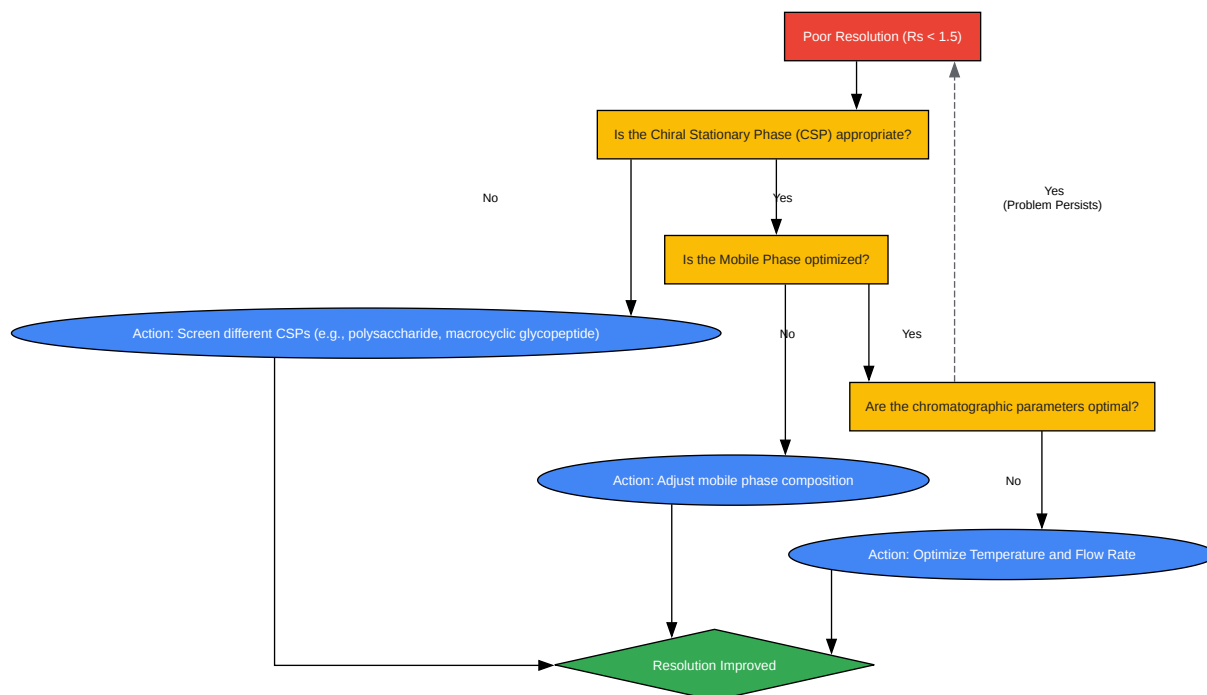 Poor Resolution (Rs < 1.5)
Is the Chiral Stationary Phase (CSP) appropriate?
No
Yes
Yes
(Problem Persists)
Is the Mobile Phase optimized?
Action: Screen different CSPs (e.g., polysaccharide, macrocyclic glycopeptide)
No
Yes
Are the chromatographic parameters optimal?
Action: Adjust mobile phase composition
No
Action: Optimize Temperature and Flow Rate
Resolution Improved